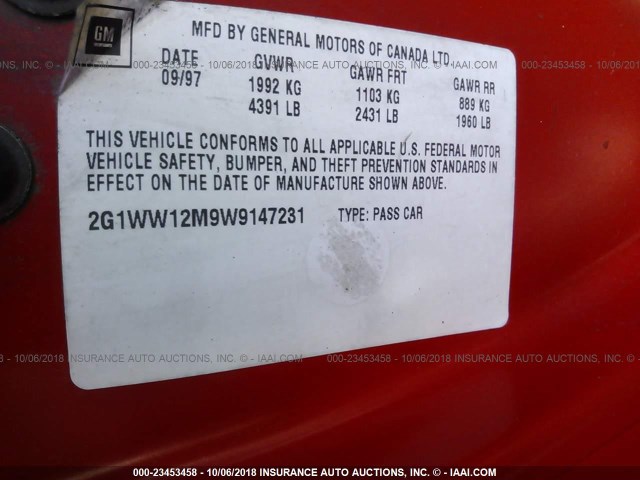 GM
MFD BY GENERAL MOTORS OF CANADA LTD
DATE GVWR GAWR FRT GAWR RR
09/97 1992 KG 1103 KG 889 KG
4391 LB 2431 LB 1960 LB
THIS VEHICLE CONFORMS TO ALL APPLICABLE U.S. FEDERAL MOTOR
VEHICLE SAFETY, BUMPER, AND THEFT PREVENTION STANDARDS IN
EFFECT ON THE DATE OF MANUFACTURE SHOWN ABOVE.
2G1WW12M9W9147231 TYPE: PASS CAR
000-23453458 - 10/06/2018 INSURANCE AUTO AUCTIONS, INC. - © IAAI.COM